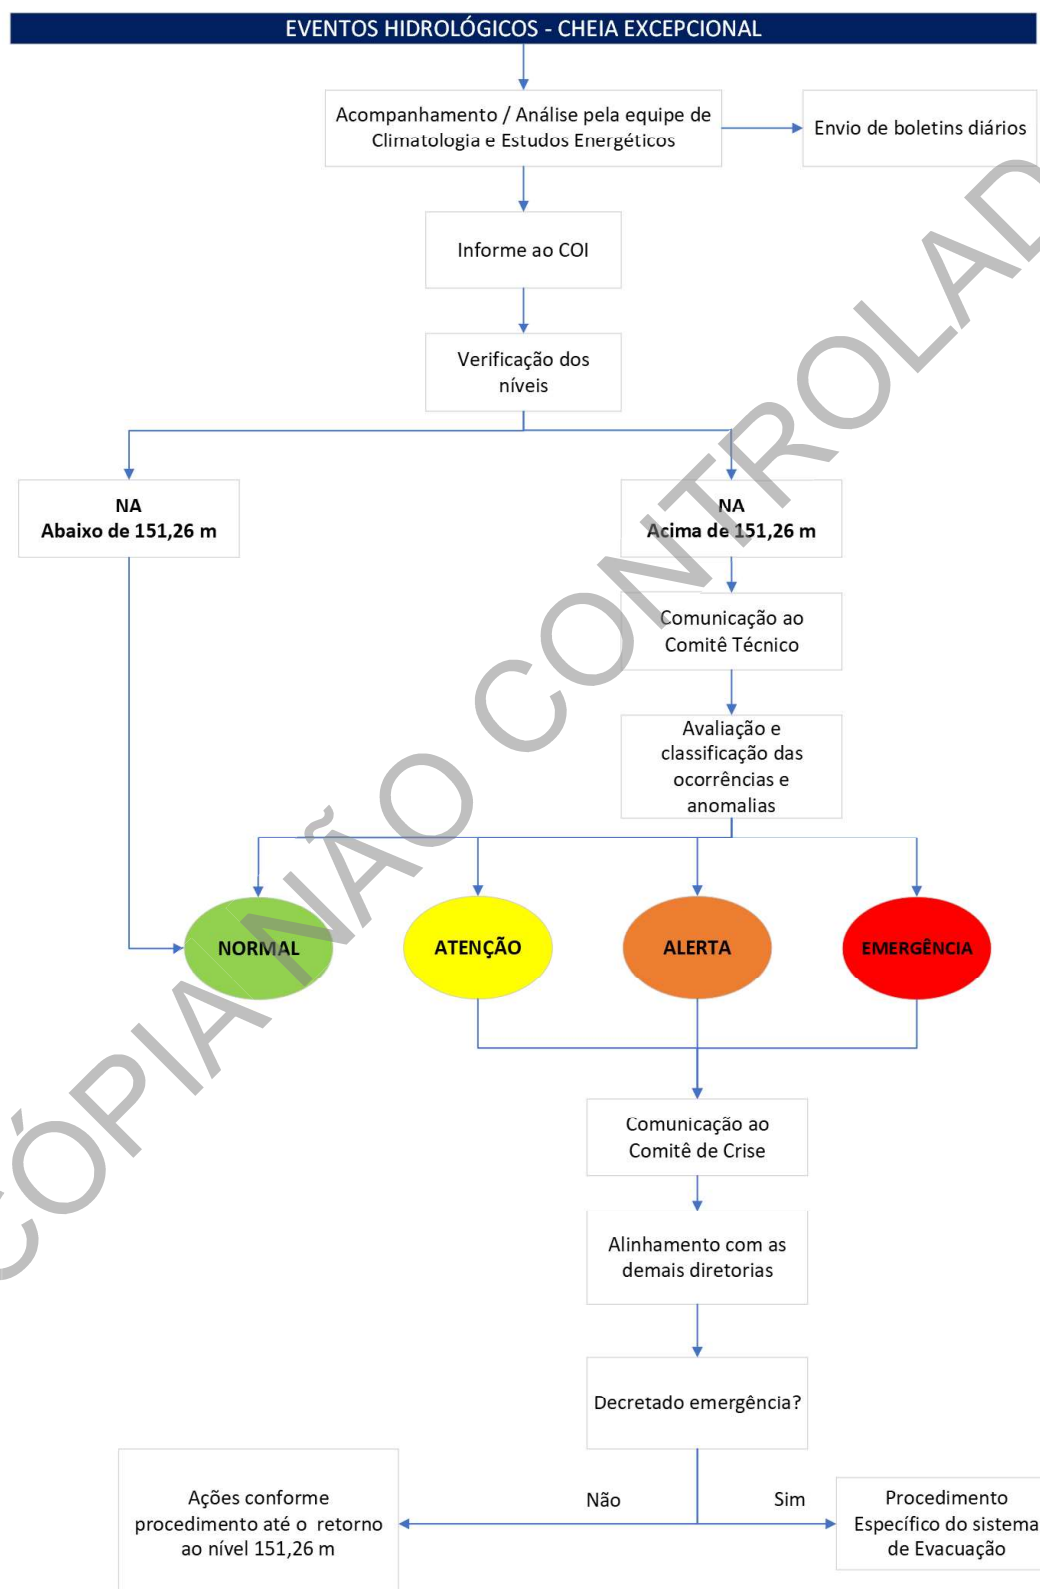 EVENTOS HIDROLÓGICOS - CHEIA EXCEPCIONAL
Acompanhamento / Análise pela equipe de
Climatologia e Estudos Energéticos
Envio de boletins diários
Informe ao COI
Verificação dos
níveis
NA
Abaixo de 151,26 m
NA
Acima de 151,26 m
Comunicação ao
Comitê Técnico
Avaliação e
classificação das
ocorrências e
anomalias
NORMAL
ATENÇÃO
ALERTA
EMERGÊNCIA
Comunicação ao
Comitê de Crise
Alinhamento com as
demais diretorias
Decretado emergência?
Não
Sim
Ações conforme
procedimento até o retorno
ao nível 151,26 m
Procedimento
Específico do sistema
de Evacuação
CÓPIA NÃO CONTROLAD